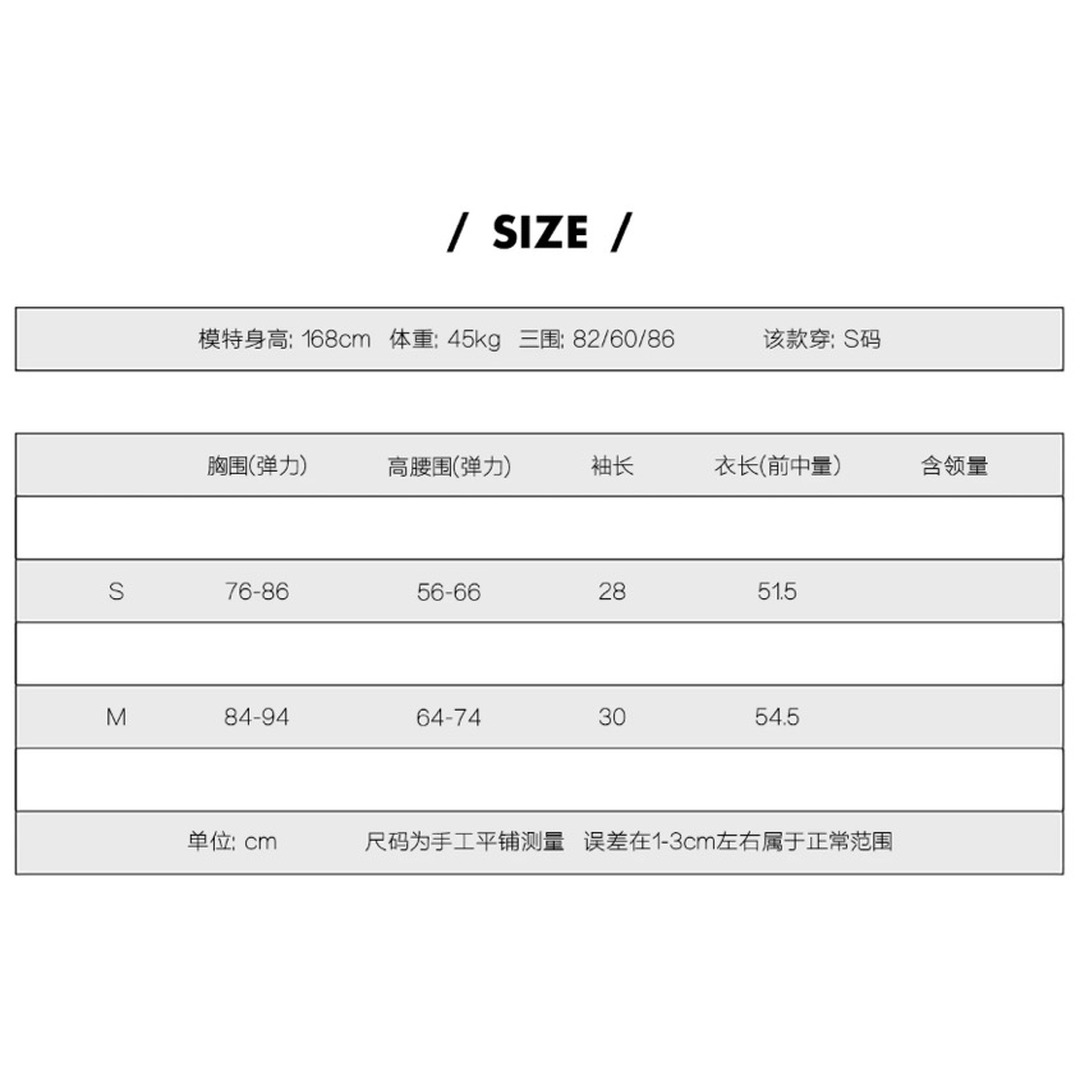 / SIZE /
模特身高: 168cm 体重: 45kg 三围: 82/60/86 该款穿: S码
胸围(弹力) 高腰围(弹力) 袖长 衣长(前中量) 含领量
S 76-86 56-66 28 51.5
M 84-94 64-74 30 54.5
单位: cm 尺码为手工平铺测量 误差在1-3cm左右属于正常范围